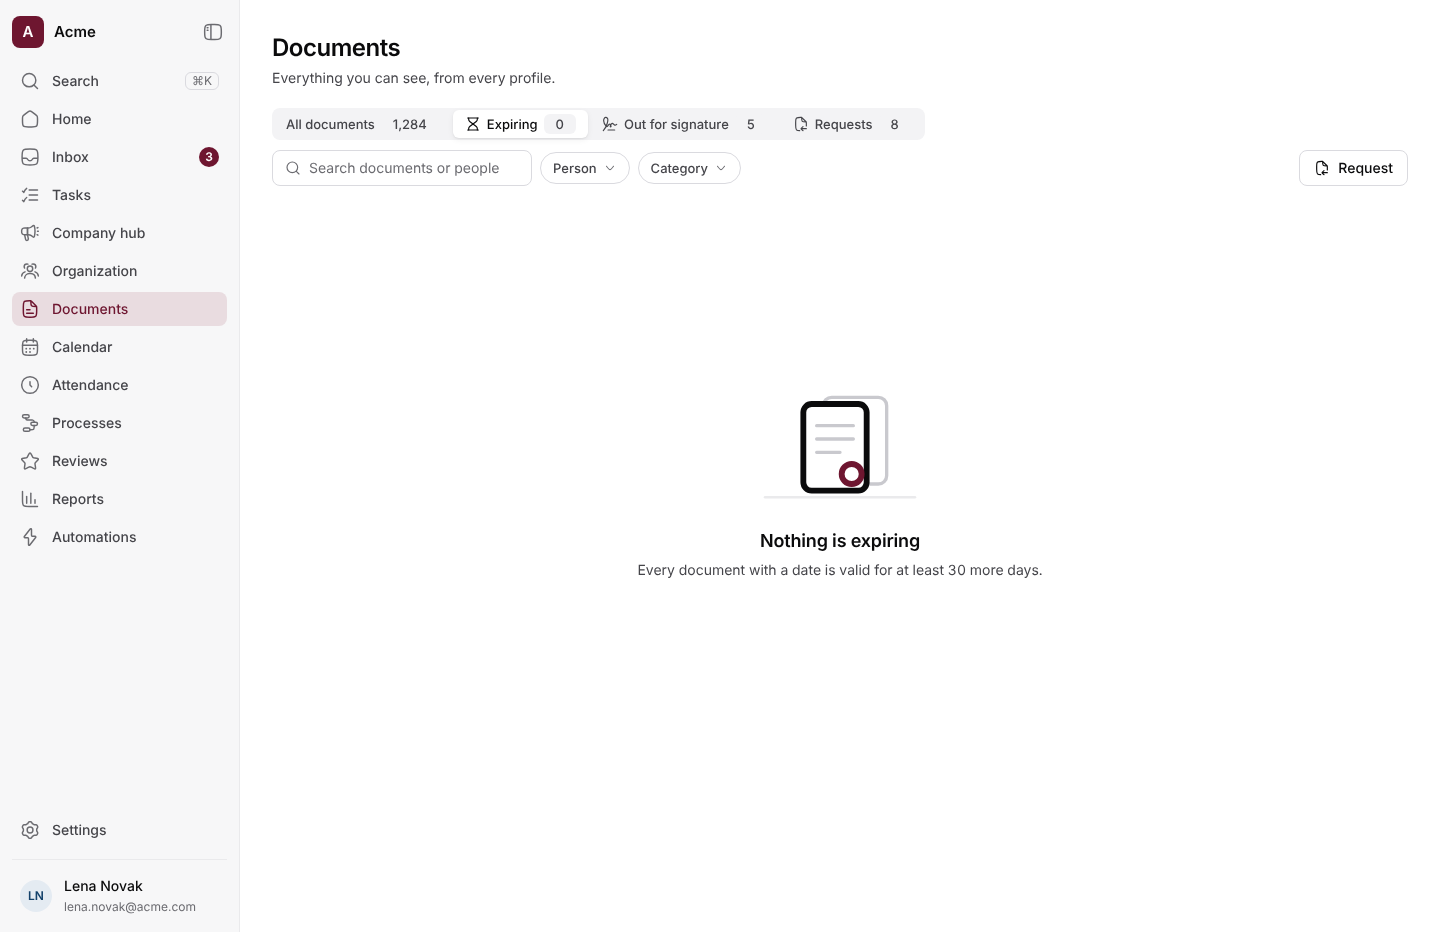 A Acme
Search ⌘K
Home
Inbox 3
Tasks
Company hub
Organization
Documents
Calendar
Attendance
Processes
Reviews
Reports
Automations
Settings
LN Lena Novak
lena.novak@acme.com
Documents
Everything you can see, from every profile.
All documents 1,284 Expiring 0 Out for signature 5 Requests 8
Search documents or people Person Category Request
Nothing is expiring
Every document with a date is valid for at least 30 more days.